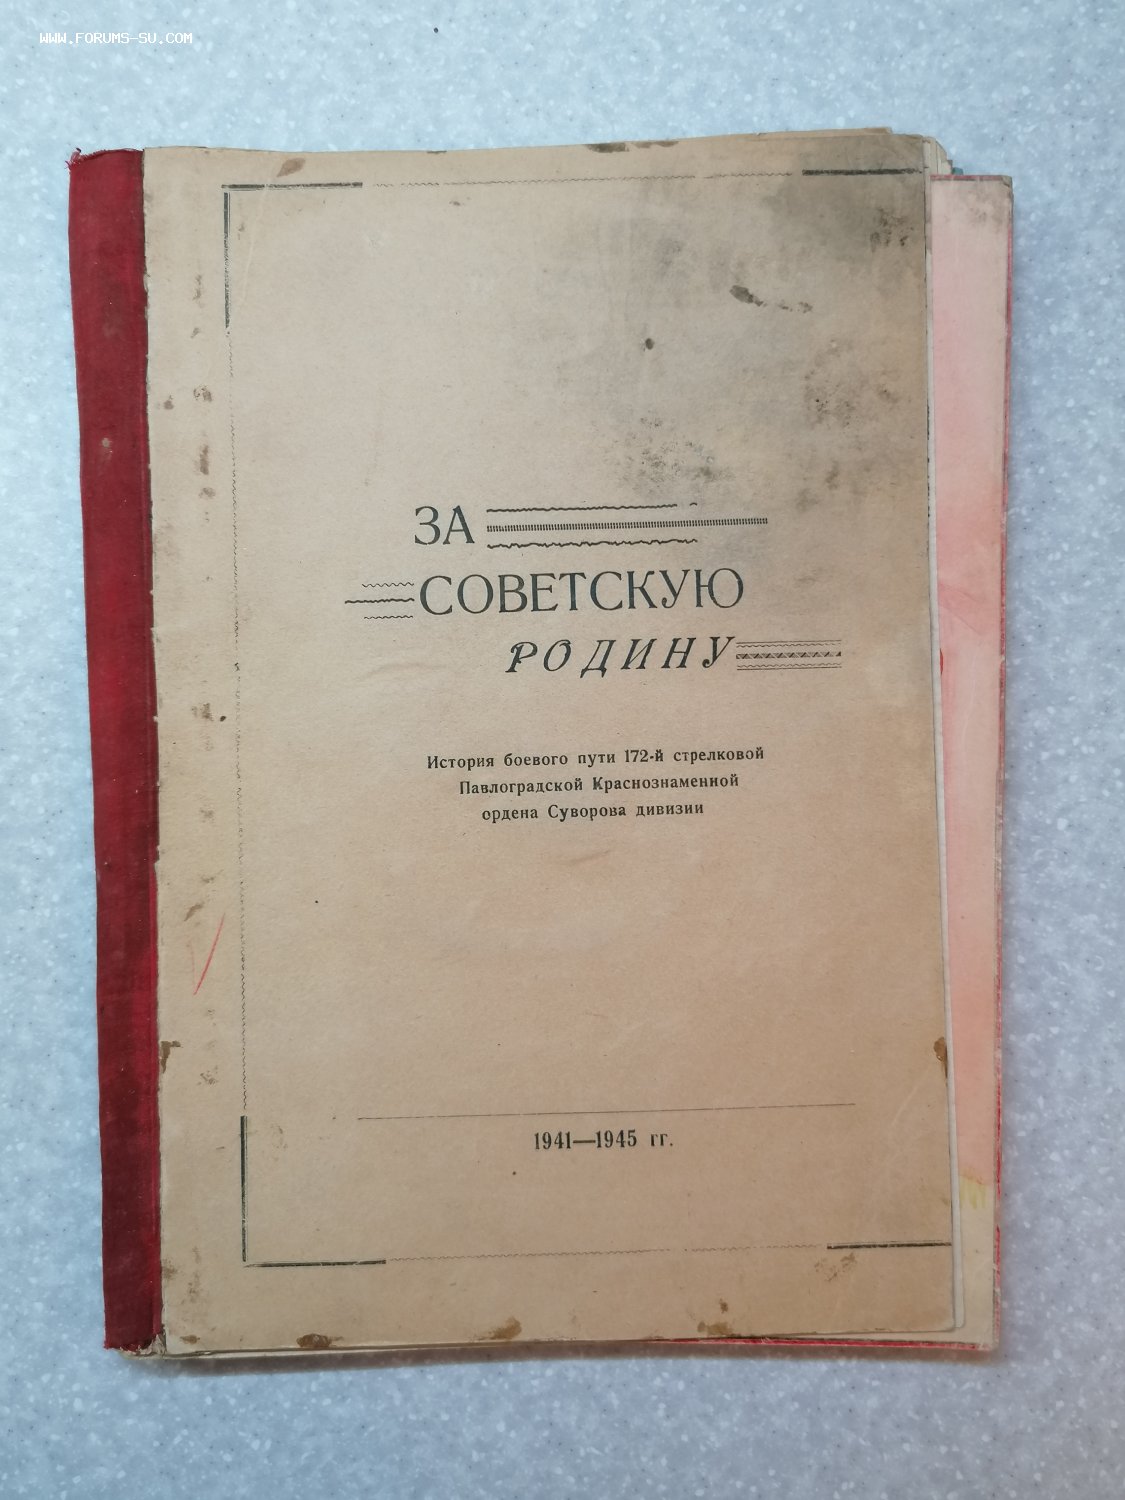 WWW.FORUMS-SU.COM
ЗА
СОВЕТСКУЮ
РОДИНУ
История боевого пути 172-й стрелковой
Павлоградской Краснознаменной
ордена Суворова дивизии
1941—1945 гг.